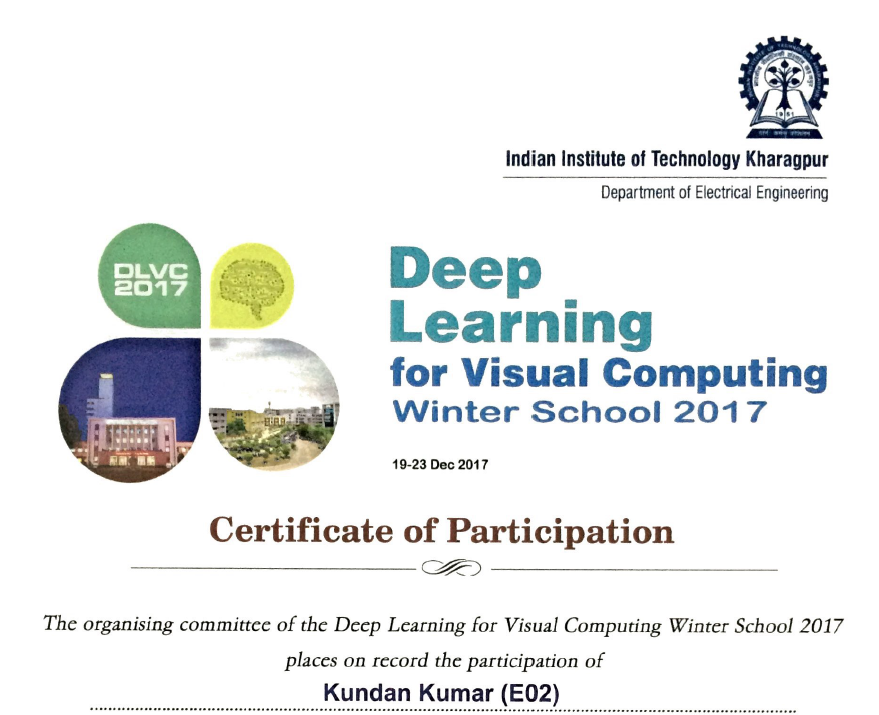 Indian Institute of Technology Kharagpur
Department of Electrical Engineering
DLVC
2017
Deep
Learning
for Visual Computing
Winter School 2017
19-23 Dec 2017
Certificate of Participation
The organising committee of the Deep Learning for Visual Computing Winter School 2017
places on record the participation of
Kundan Kumar (E02)